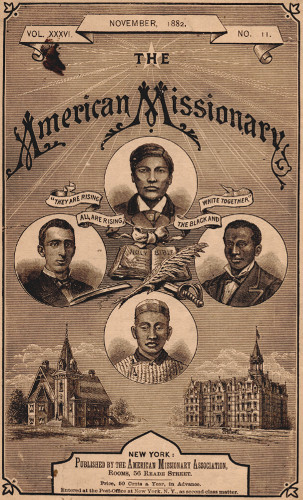 NOVEMBER, 1882.
VOL. XXXVI.
NO. 11.
THE
American Missionary
"THEY ARE RISING
ALL ARE RISING,
THE BLACK AND
WHITE TOGETHER"
HOLY BIBLE
NEW YORK:
PUBLISHED BY THE AMERICAN MISSIONARY ASSOCIATION,
ROOMS, 56 READE STREET.
Price, 50 Cents a Year, in Advance.
Entered at the Post-Office at New York, N. Y., as second-class matter.